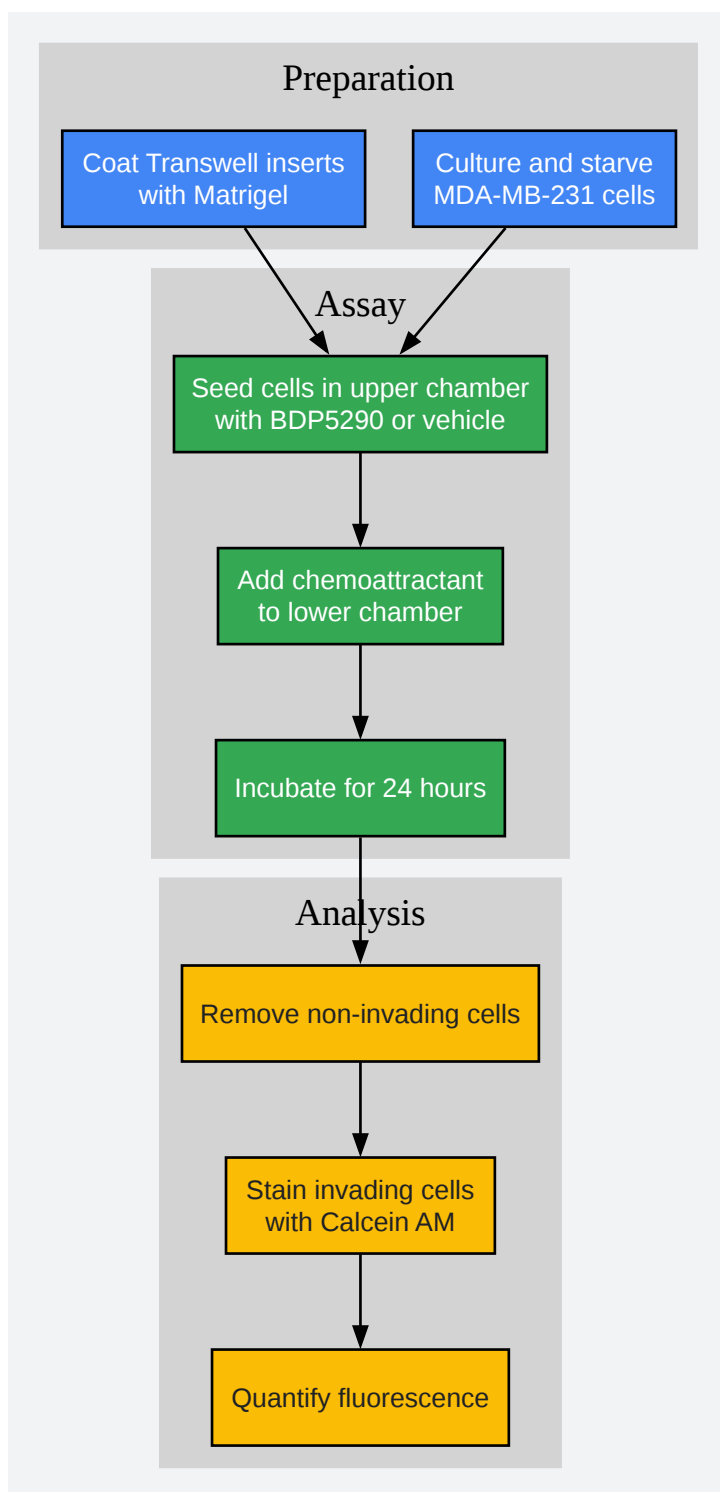 Preparation
Coat Transwell inserts
with Matrigel
Culture and starve
MDA-MB-231 cells
Assay
Seed cells in upper chamber
with BDP5290 or vehicle
Add chemoattractant
to lower chamber
Incubate for 24 hours
Analysis
Remove non-invading cells
Stain invading cells
with Calcein AM
Quantify fluorescence